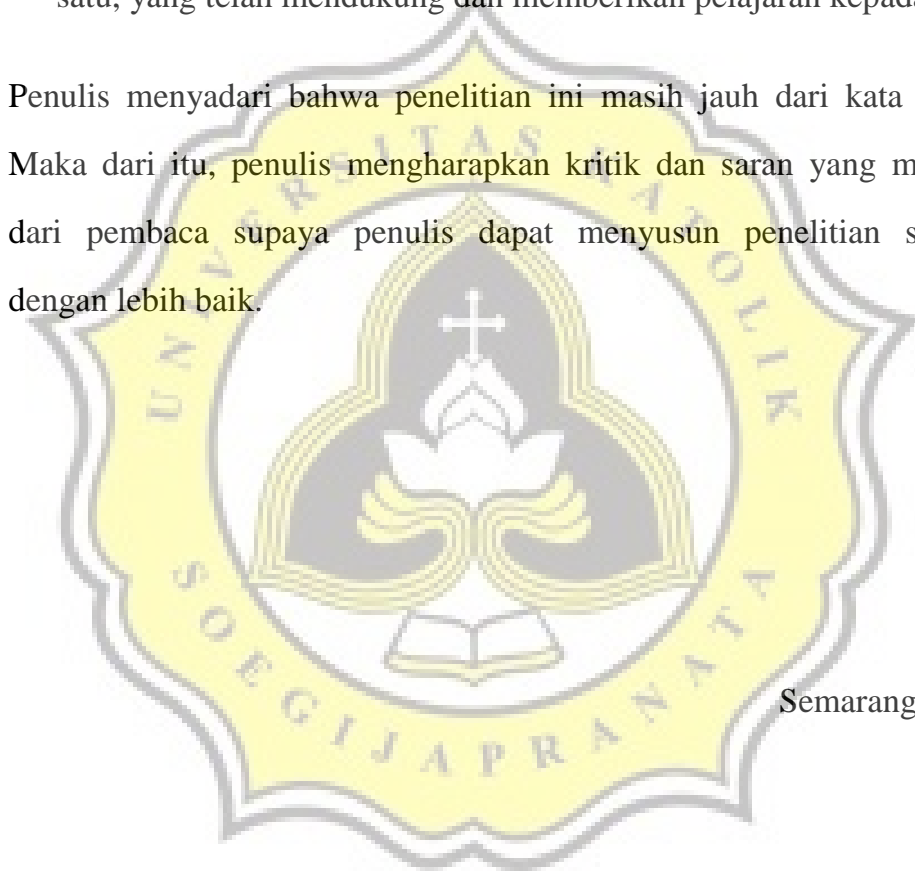 satu, yang telah mendukung dan memberikan pelajaran kepada
Penulis menyadari bahwa penelitian ini masih jauh dari kata
Maka dari itu, penulis mengharapkan kritik dan saran yang m
dari pembaca supaya penulis dapat menyusun penelitian s
dengan lebih baik.
UNIVERSITAS KATOLIK
SOEGIJAPRANATA
Semarang